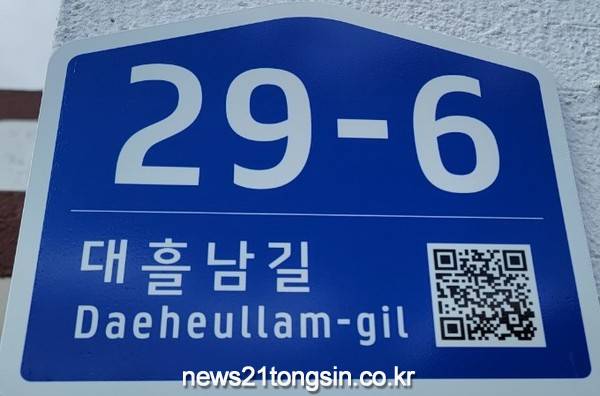 29-6
대흘남길
Daeheullam-gil
news21tongsin.co.kr